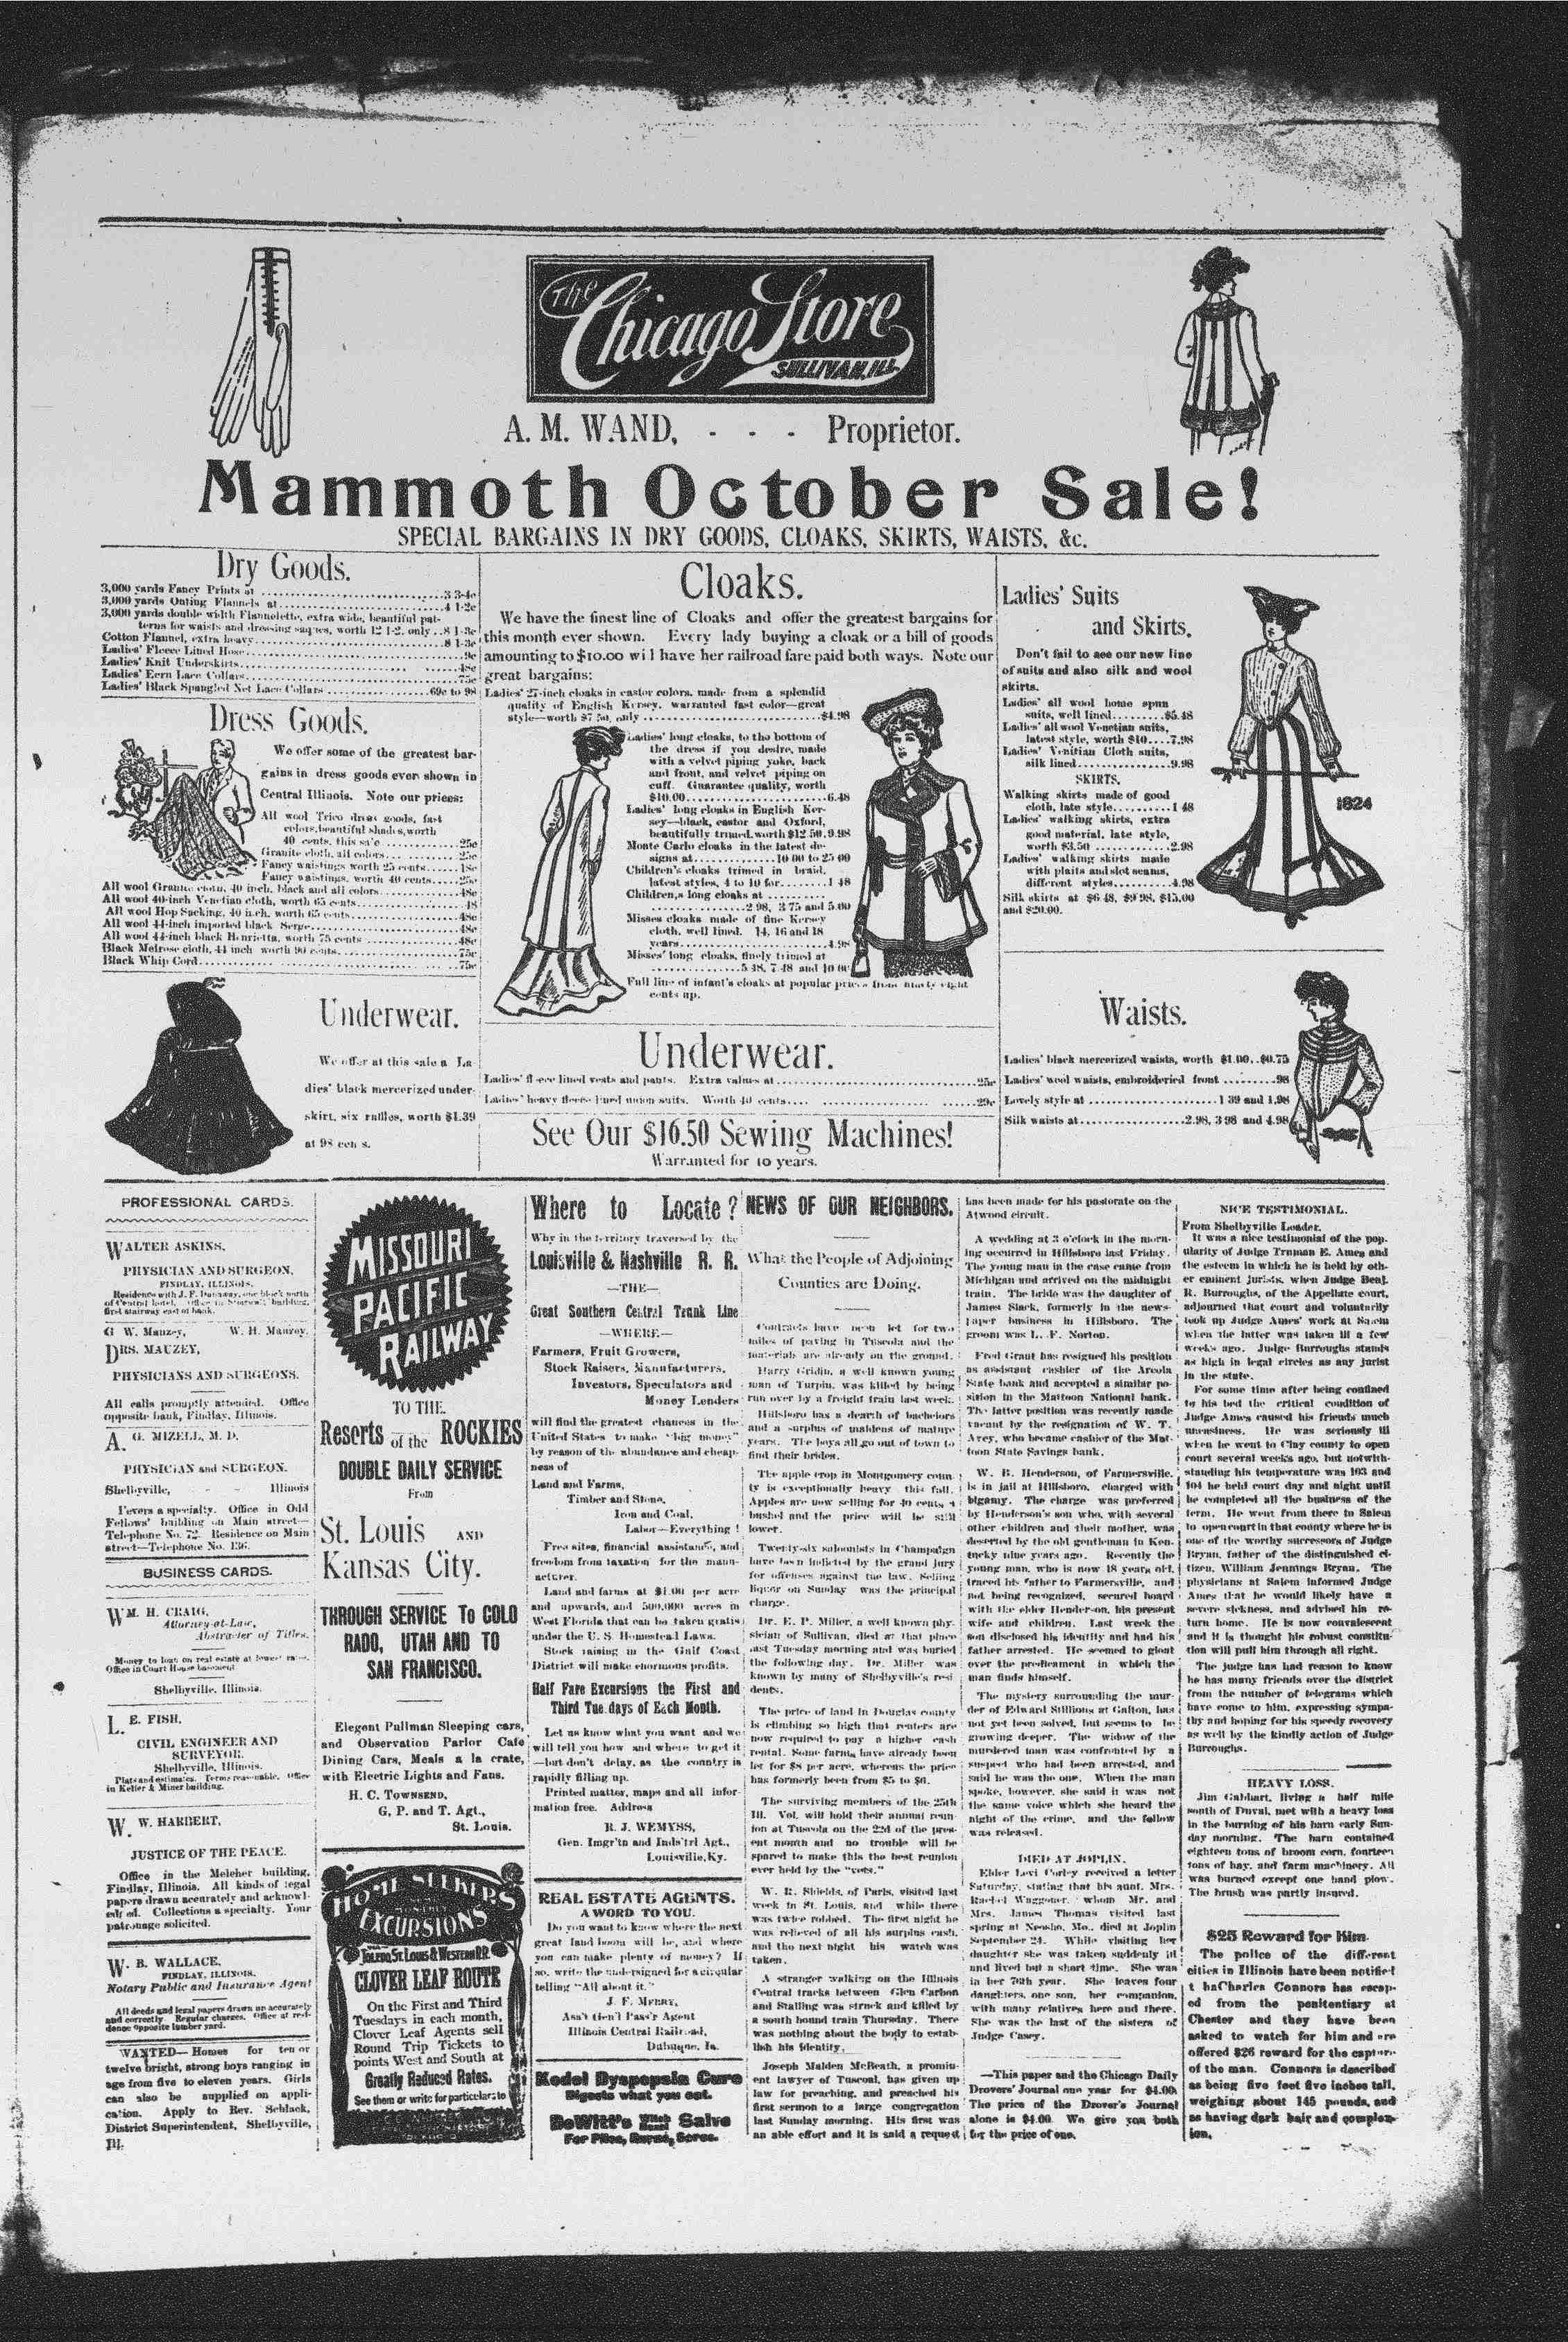 The Chicago Store
SULLIVAN, ILL.
A. M. WAND, - - - Proprietor.
Mammoth October Sale!
SPECIAL BARGAINS IN DRY GOODS, CLOAKS, SKIRTS, WAISTS, &c.
Dry Goods.
3,000 yards Fancy Prints at ..... 3 3-4c
3,000 yards Outing Flannels at ..... 4 1-2c
3,000 yards double width Flannelette, extra wide, beautiful pat-
terns for waists and dressing saques, worth 12 1-2, only ..8 1-3c
Cotton Flannel, extra heavy ..... 8 1-3c
Ladies' Fleece Lined Hose ..... 9c
Ladies' Knit Underskirts ..... 48c
Ladies' Ecru Lace Collars ..... 75c
Ladies' Black Spangled Net Lace Collars ..... 69c to 98
Dress Goods.
We offer some of the greatest bar-
gains in dress goods ever shown in
Central Illinois. Note our prices:
All wool Trico dress goods, fast
colors, beautiful shades, worth
40 cents, this sale ..... 25c
Granite cloth, all colors ..... 25c
Fancy waistings worth 25 cents ..... 18c
Fancy waistings, worth 40 cents ..... 25c
All wool Granite cloth, 40 inch, black and all colors ..... 48c
All wool 40-inch Venetian cloth, worth 65 cents ..... 48
All wool Hop Sacking, 40 inch, worth 65 cents ..... 48c
All wool 44-inch imported black Serge ..... 48c
All wool 44-inch black Henrietta, worth 75 cents ..... 48c
Black Melrose cloth, 44 inch worth 90 cents ..... 75c
Black Whip Cord ..... 75c
Underwear.
We offer at this sale a La-
dies' black mercerized under-
skirt, six ruffles, worth $1.39
at 98 cents.
Cloaks.
We have the finest line of Cloaks and offer the greatest bargains for
this month ever shown. Every lady buying a cloak or a bill of goods
amounting to $10.00 will have her railroad fare paid both ways. Note our
great bargains:
Ladies' 27-inch cloaks in castor colors, made from a splendid
quality of English Kersey, warranted fast color—great
style—worth $7.50, only ..... $4.98
Ladies' long cloaks, to the bottom of
the dress if you desire, made
with a velvet piping yoke, back
and front, and velvet piping on
cuff. Guarantee quality, worth
$10.00 ..... 6.48
Ladies' long cloaks in English Ker-
sey—black, castor and Oxford,
beautifully trimed, worth $12.50. 9.98
Monte Carlo cloaks in the latest de-
signs at ..... 10 00 to 25 00
Children's cloaks trimed in braid,
latest styles, 4 to 10 for ..... 1 48
Children,s long cloaks at .....
..... 2 98, 3 75 and 5.00
Misses cloaks made of fine Kersey
cloth, well lined. 14, 16 and 18
years ..... 4.98
Misses' long cloaks, finely trimed at
..... 5 48, 7.48 and 10 00
Full line of infant's cloaks at popular prices from ninety eight
cents up.
Underwear.
Ladies' fleece lined vests and pants. Extra values at ..... 25c
Ladies' heavy fleece lined union suits. Worth 40 cents ..... 29c
See Our $16.50 Sewing Machines!
Warranted for 10 years.
Ladies' Suits
and Skirts.
Don't fail to see our new line
of suits and also silk and wool
skirts.
Ladies' all wool home spun
suits, well lined ..... $5.48
Ladies' all wool Venetian suits,
latest style, worth $10 .... 7.98
Ladies' Venitian Cloth suits,
silk lined ..... 9.98
SKIRTS.
Walking skirts made of good
cloth, late style ..... 1 48
Ladies' walking skirts, extra
good material, late style,
worth $3.50 ..... 2.98
Ladies' walking skirts made
with plaits and slot seams,
different styles ..... 4.98
Silk skirts at $6 48, $9 98, $15.00
and $20.00.
1824
Waists.
Ladies' black mercerized waists, worth $1.00..$0.75
Ladies' wool waists, embroideried front ..... .98
Lovely style at ..... 1 39 and 1.98
Silk waists at ..... 2.98, 3 98 and 4.98
PROFESSIONAL CARDS.
WALTER ASKINS,
PHYSICIAN AND SURGEON,
FINDLAY, ILLINOIS.
Residence with J. F. Dunaway, one block north
of Central hotel. Office in building,
first stairway east of bank.
G W. Mauzey, W. H. Mauzey.
DRS. MAUZEY,
PHYSICIANS AND SURGEONS.
All calls promptly attended. Office
opposite bank, Findlay, Illinois.
A. G. MIZELL, M. D.
PHYSICIAN and SURGEON.
Shelbyville, - - Illinois
Fevers a specialty. Office in Odd
Fellows' building on Main street—
Telephone No. 72. Residence on Main
street—Telephone No. 136.
BUSINESS CARDS.
WM. H. CRAIG,
Attorney-at-Law,
Abstracter of Titles.
Money to loan on real estate at lowest rates.
Office in Court House basement
Shelbyville, Illinois.
L. E. FISH,
CIVIL ENGINEER AND
SURVEYOR.
Shelbyville, Illinois.
Plats and estimates. Terms reasonable. Office
in Keller & Miner building.
W. W. HARBERT,
JUSTICE OF THE PEACE.
Office in the Melcher building,
Findlay, Illinois. All kinds of legal
papers drawn accurately and acknowl-
edged. Collections a specialty. Your
patronage solicited.
W. B. WALLACE,
FINDLAY, ILLINOIS.
Notary Public and Insurance Agent
All deeds and legal papers drawn up accurately
and correctly. Regular charges. Office at resi-
dence opposite lumber yard.
WANTED—Homes for ten or
twelve bright, strong boys ranging in
age from five to eleven years. Girls
can also be supplied on appli-
cation. Apply to Rev. Schlack,
District Superintendent, Shelbyville,
Ill.
MISSOURI
PACIFIC
RAILWAY
TO THE
Resorts of the ROCKIES
DOUBLE DAILY SERVICE
From
St. Louis AND
Kansas City.
THROUGH SERVICE To COLO
RADO, UTAH AND TO
SAN FRANCISCO.
Elegent Pullman Sleeping cars,
and Observation Parlor Cafe
Dining Cars, Meals a la crate,
with Electric Lights and Fans.
H. C. TOWNSEND,
G, P. and T. Agt.,
St. Louis.
HOME SEEKERS
EXCURSIONS
VIA
TOLEDO, ST. LOUIS & WESTERN R.R.
CLOVER LEAF ROUTE
On the First and Third
Tuesdays in each month,
Clover Leaf Agents sell
Round Trip Tickets to
points West and South at
Greatly Reduced Rates.
See them or write for particulars to
Where to Locate?
Why in the territory traversed by the
Louisville & Nashville R. R.
—THE—
Great Southern Central Trunk Line
—WHERE—
Farmers, Fruit Growers,
Stock Raisers, Manufacturers,
Investors, Speculators and
Money Lenders
will find the greatest chances in the
United States to make "big money"
by reason of the abundance and cheap-
ness of
Land and Farms,
Timber and Stone,
Iron and Coal,
Labor—Everything!
Free sites, financial assistance, and
freedom from taxation for the manu-
acturer.
Land and farms at $1.00 per acre
and upwards, and 500,000 acres in
West Florida that can be taken gratis
under the U. S. Homestead Laws.
Stock raising in the Gulf Coast
District will make enormous profits.
Half Fare Excursions the First and
Third Tuesdays of Each Month.
Let us know what you want and we
will tell you how and where to get it
—but don't delay, as the country is
rapidly filling up.
Printed matter, maps and all infor-
mation free. Address
R. J. WEMYSS,
Gen. Imgr'tn and Inds'trl Agt.,
Louisville, Ky.
REAL ESTATE AGENTS.
A WORD TO YOU.
Do you want to know where the next
great land boom will be, and where
you can make plenty of money? If
so, write the undersigned for a circular
telling "All about it."
J. F. MERRY,
Ass't Gen'l Pass'r Agent
Illinois Central Railroad,
Dubuque, Ia.
Kodol Dyspepsia Cure
Digests what you eat.
DeWitt's Witch Hazel Salve
For Piles, Burns, Sores.
NEWS OF OUR NEIGHBORS.
What the People of Adjoining
Counties are Doing.
Contracts have been let for two
miles of paving in Tuscola and the
materials are already on the ground.
Harry Gridin, a well known young
man of Turpin, was killed by being
run over by a freight train last week.
Hillsboro has a dearth of bachelors
and a surplus of maidens of mature
years. The boys all go out of town to
find their brides.
The apple crop in Montgomery coun-
ty is exceptionally heavy this fall.
Apples are now selling for 40 cents a
bushel and the price will be still
lower.
Twenty-six saloonists in Champaign
have been indicted by the grand jury
for offenses against the law. Selling
liquor on Sunday was the principal
charge.
Dr. E. P. Miller, a well known phy-
sician of Sullivan, died at that place
last Tuesday morning and was buried
the following day. Dr. Miller was
known by many of Shelbyville's resi-
dents.
The price of land in Douglas county
is climbing so high that renters are
now required to pay a higher cash
rental. Some farms have already been
let for $8 per acre, whereas the price
has formerly been from $5 to $6.
The surviving members of the 25th
Ill. Vol. will hold their annual reun-
ion at Tuscola on the 22d of the pres-
ent month and no trouble will be
spared to make this the best reunion
ever held by the "vets."
W. R. Shields, of Paris, visited last
week in St. Louis, and while there
was twice robbed. The first night he
was relieved of all his surplus cash,
and the next night his watch was
taken.
A stranger walking on the Illinois
Central tracks between Glen Carbon
and Stalling was struck and killed by
a south bound train Thursday. There
was nothing about the body to estab-
lish his identity.
Joseph Malden McBeath, a promin-
ent lawyer of Tuscoal, has given up
law for preaching, and preached his
first sermon to a large congregation
last Sunday morning. His first was
an able effort and it is said a request
has been made for his pastorate on the
Atwood circuit.
A wedding at 3 o'clock in the morn-
ing occurred in Hillsboro last Friday.
The young man in the case came from
Michigan and arrived on the midnight
train. The bride was the daughter of
James Slack, formerly in the news-
paper business in Hillsboro. The
groom was L. F. Norton.
Fred Grant has resigned his position
as assistant cashier of the Arcola
State bank and accepted a similar po-
sition in the Mattoon National bank.
The latter position was recently made
vacant by the resignation of W. T.
Avey, who became cashier of the Mat-
toon State Savings bank.
W. B. Henderson, of Farmersville,
is in jail at Hillsboro, charged with
bigamy. The charge was preferred
by Henderson's son who, with several
other children and their mother, was
deserted by the old gentleman in Ken-
tucky nine years ago. Recently the
young man, who is now 18 years old,
traced his father to Farmersville, and
not being recognized, secured board
with the elder Henderson, his present
wife and children. Last week the
son disclosed his identity and had his
father arrested. He seemed to gloat
over the predicament in which the
man finds himself.
The mystery surrounding the mur-
der of Edward Stillions at Galton, has
not yet been solved, but seems to be
growing deeper. The widow of the
murdered man was confronted by a
suspect who had been arrested, and
said he was the one. When the man
spoke, however, she said it was not
the same voice which she heard the
night of the crime, and the fellow
was released.
DIED AT JOPLIN.
Elder Levi Corley received a letter
Saturday, stating that his aunt, Mrs.
Rachel Waggoner, whom Mr. and
Mrs. James Thomas visited last
spring at Neosho, Mo., died at Joplin
September 24. While visiting her
daughter she was taken suddenly ill
and lived but a short time. She was
in her 70th year. She leaves four
daughters, one son, her companion,
with many relatives here and there.
She was the last of the sisters of
Judge Casey.
—This paper and the Chicago Daily
Drovers' Journal one year for $4.00.
The price of the Drover's Journal
alone is $4.00. We give you both
for the price of one.
NICE TESTIMONIAL.
From Shelbyville Leader.
It was a nice testimonial of the pop-
ularity of Judge Truman E. Ames and
the esteem in which he is held by oth-
er eminent jurists, when Judge Benj.
R. Burroughs, of the Appellate court,
adjourned that court and voluntarily
took up Judge Ames' work at Salem
when the latter was taken ill a few
weeks ago. Judge Burroughs stands
as high in legal circles as any jurist
in the state.
For some time after being confined
to his bed the critical condition of
Judge Ames caused his friends much
uneasiness. He was seriously ill
when he went to Clay county to open
court several weeks ago, but notwith-
standing his temperature was 103 and
104 he held court day and night until
he completed all the business of the
term. He went from there to Salem
to open court in that county where he is
one of the worthy successors of Judge
Bryan, father of the distinguished ci-
tizen, William Jennings Bryan. The
physicians at Salem informed Judge
Ames that he would likely have a
severe sickness, and advised his re-
turn home. He is now convalescent
and it is thought his robust constitu-
tion will pull him through all right.
The judge has had reason to know
he has many friends over the district
from the number of telegrams which
have come to him, expressing sympa-
thy and hoping for his speedy recovery
as well by the kindly action of Judge
Burroughs.
HEAVY LOSS.
Jim Gabhart, living a half mile
south of Duval, met with a heavy loss
in the burning of his barn early Sun-
day morning. The barn contained
eighteen tons of broom corn, fourteen
tons of hay, and farm machinery. All
was burned except one hand plow.
The brush was partly insured.
$25 Reward for Him.
The police of the different
cities in Illinois have been notified
t haCharles Connors has escap-
ed from the penitentiary at
Chester and they have been
asked to watch for him and are
offered $26 reward for the capture
of the man. Connors is described
as being five feet five inches tall,
weighing about 145 pounds, and
as having dark hair and complex-
ion.